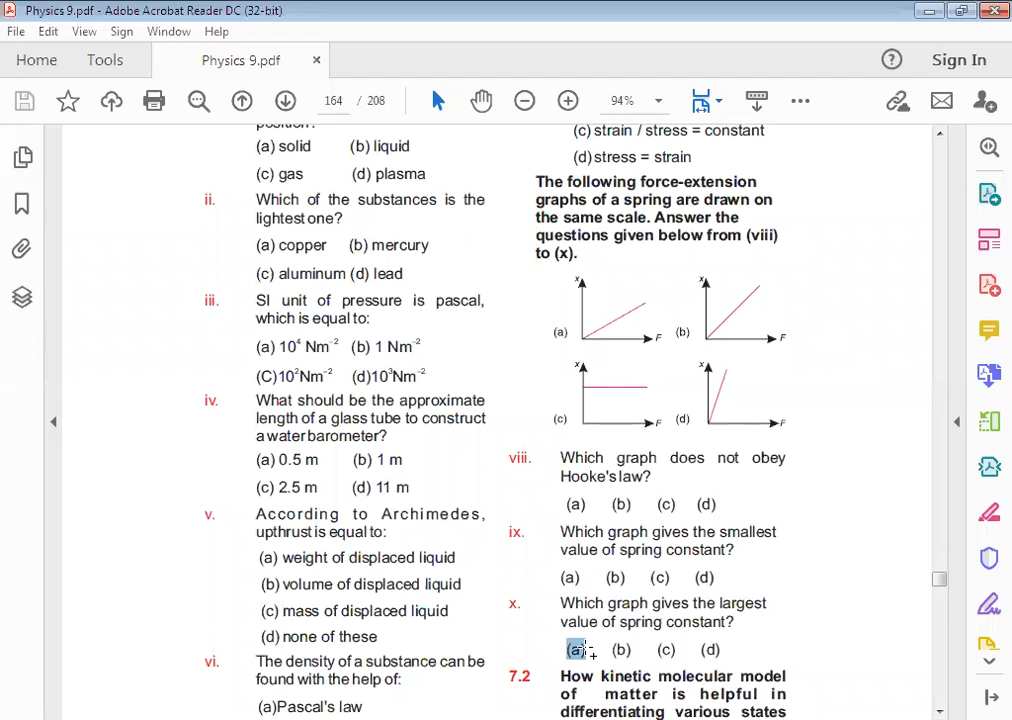 Physics 9.pdf - Adobe Acrobat Reader DC (32-bit)
File Edit View Sign Window Help
Home Tools Physics 9.pdf × Sign In
164 / 208 94%
position?
(a) solid (b) liquid
(c) gas (d) plasma
ii. Which of the substances is the
lightest one?
(a) copper (b) mercury
(c) aluminum (d) lead
iii. SI unit of pressure is pascal,
which is equal to:
(a) 10⁴ Nm⁻² (b) 1 Nm⁻²
(C)10²Nm⁻² (d)10³Nm⁻²
iv. What should be the approximate
length of a glass tube to construct
a water barometer?
(a) 0.5 m (b) 1 m
(c) 2.5 m (d) 11 m
v. According to Archimedes,
upthrust is equal to:
(a) weight of displaced liquid
(b) volume of displaced liquid
(c) mass of displaced liquid
(d) none of these
vi. The density of a substance can be
found with the help of:
(a)Pascal's law
(c) strain / stress = constant
(d) stress = strain
The following force-extension
graphs of a spring are drawn on
the same scale. Answer the
questions given below from (viii)
to (x).
x x
(a) F (b) F
x x
(c) F (d) F
viii. Which graph does not obey
Hooke's law?
(a) (b) (c) (d)
ix. Which graph gives the smallest
value of spring constant?
(a) (b) (c) (d)
x. Which graph gives the largest
value of spring constant?
(a) (b) (c) (d)
7.2 How kinetic molecular model
of matter is helpful in
differentiating various states